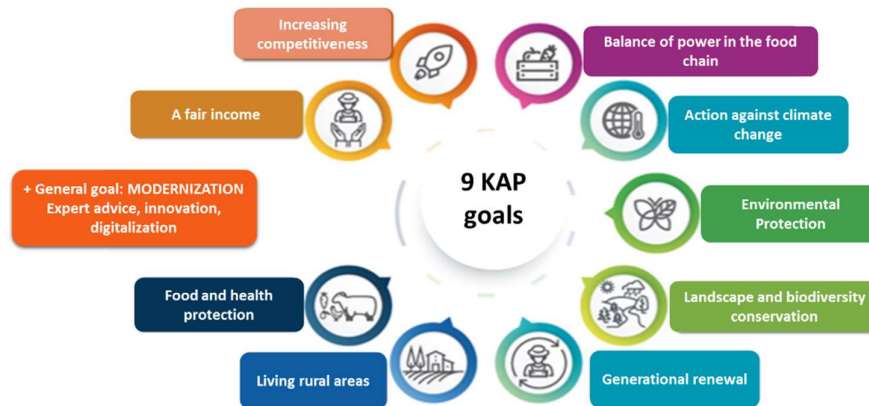 Increasing
competitiveness
Balance of power in the food
chain
A fair income
Action against climate
change
+ General goal: MODERNIZATION
Expert advice, innovation,
digitalization
9 KAP
goals
Environmental
Protection
Food and health
protection
Landscape and biodiversity
conservation
Living rural areas
Generational renewal